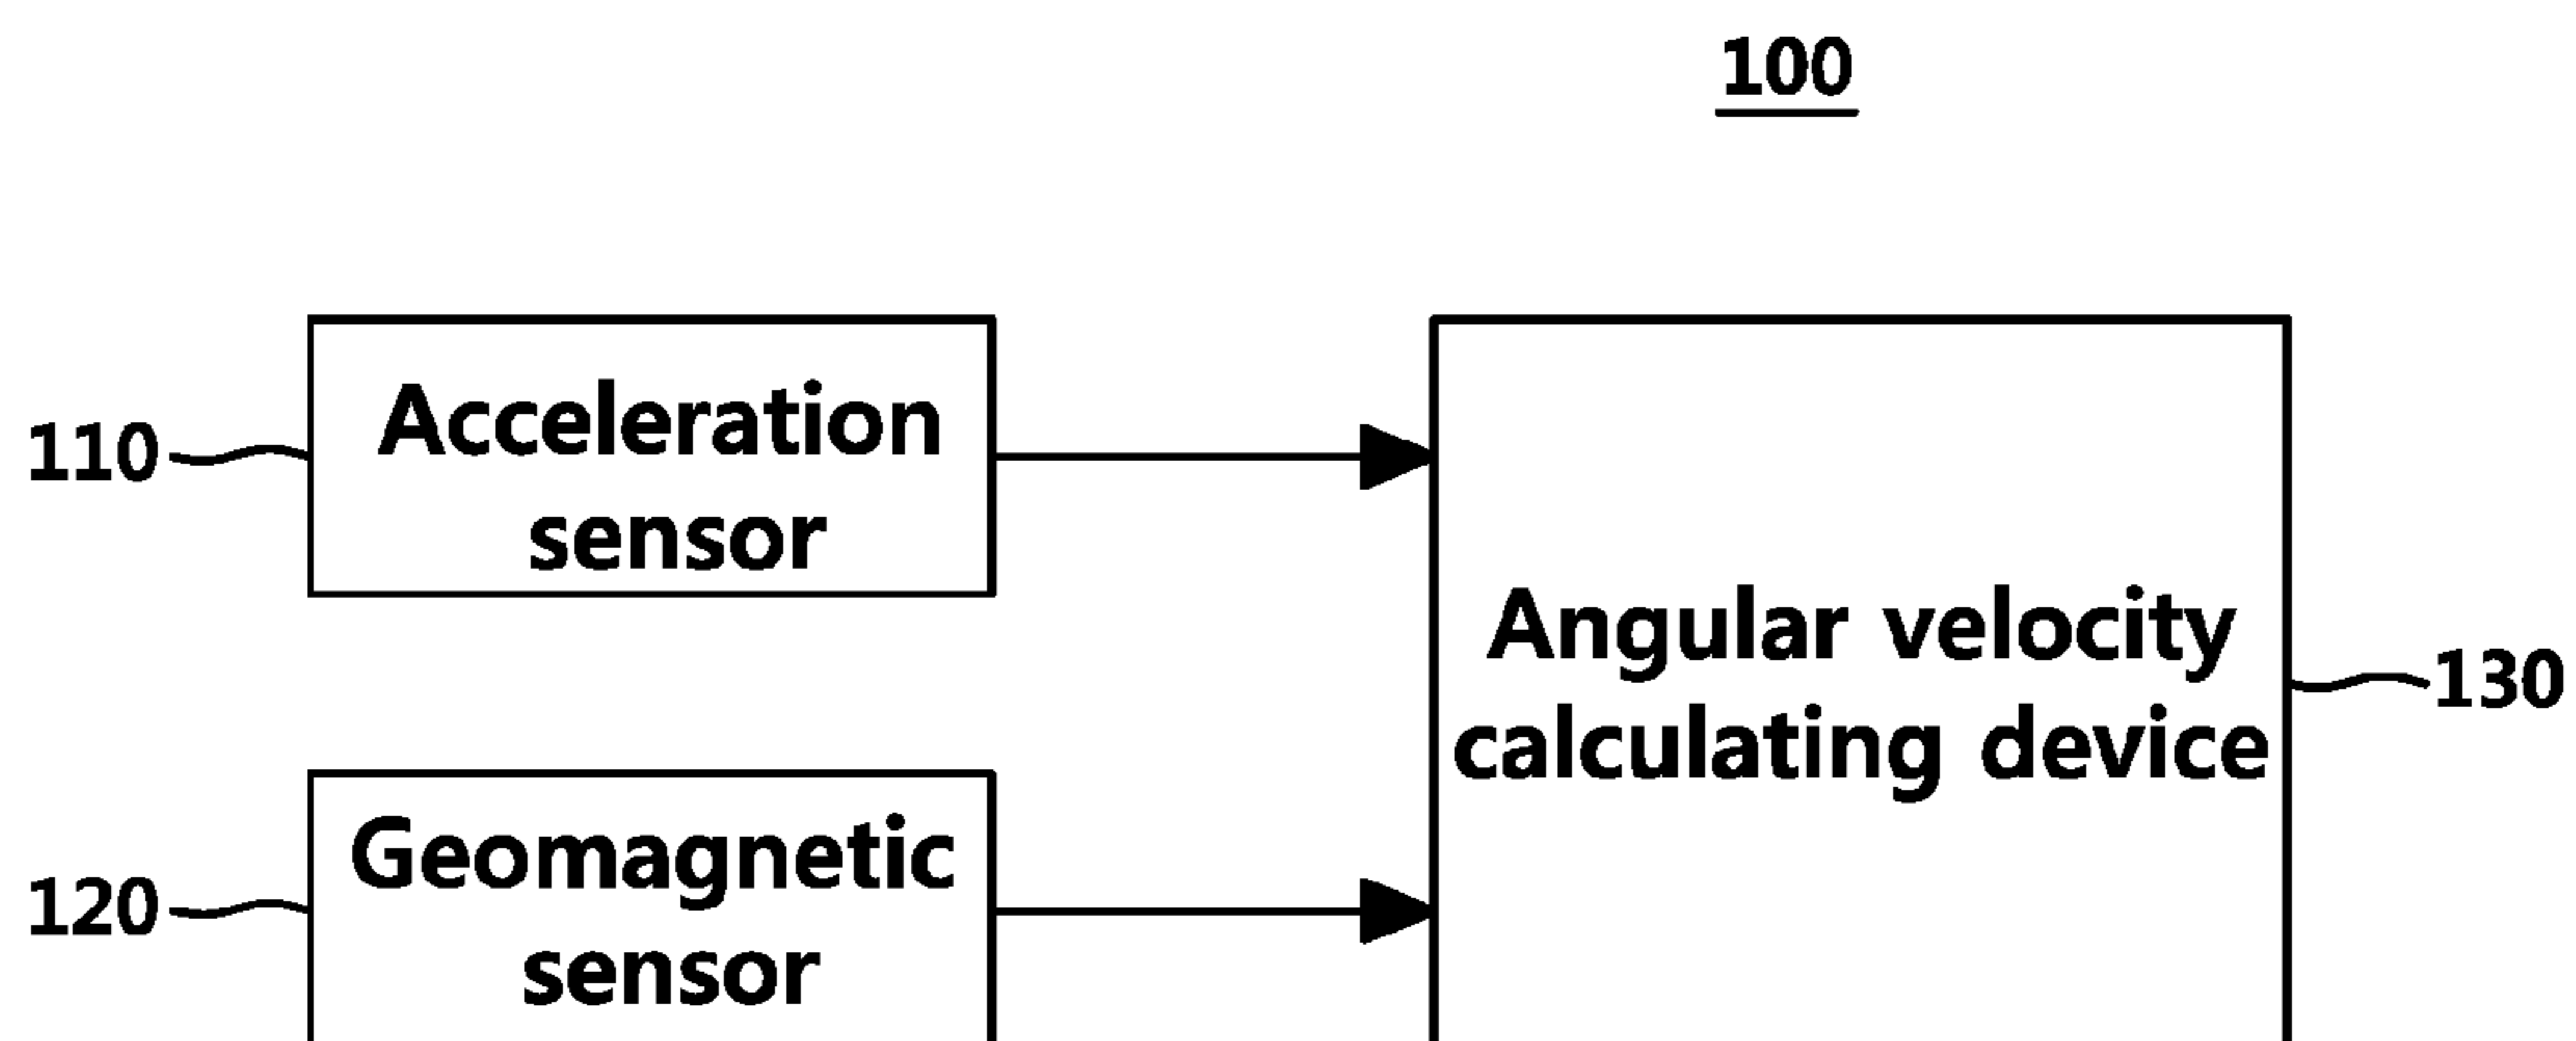 100
110
Acceleration
sensor
Angular velocity
calculating device
130
120
Geomagnetic
sensor